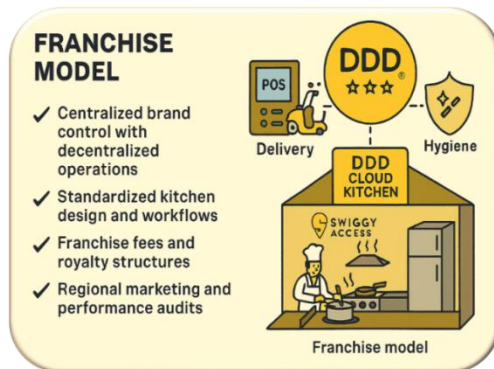 FRANCHISE
MODEL
✓ Centralized brand
control with
decentralized
operations
✓ Standardized kitchen
design and workflows
✓ Franchise fees and
royalty structures
✓ Regional marketing and
performance audits
POS
DDD
®
Delivery
Hygiene
DDD
CLOUD
KITCHEN
SWIGGY
ACCESS
Franchise model